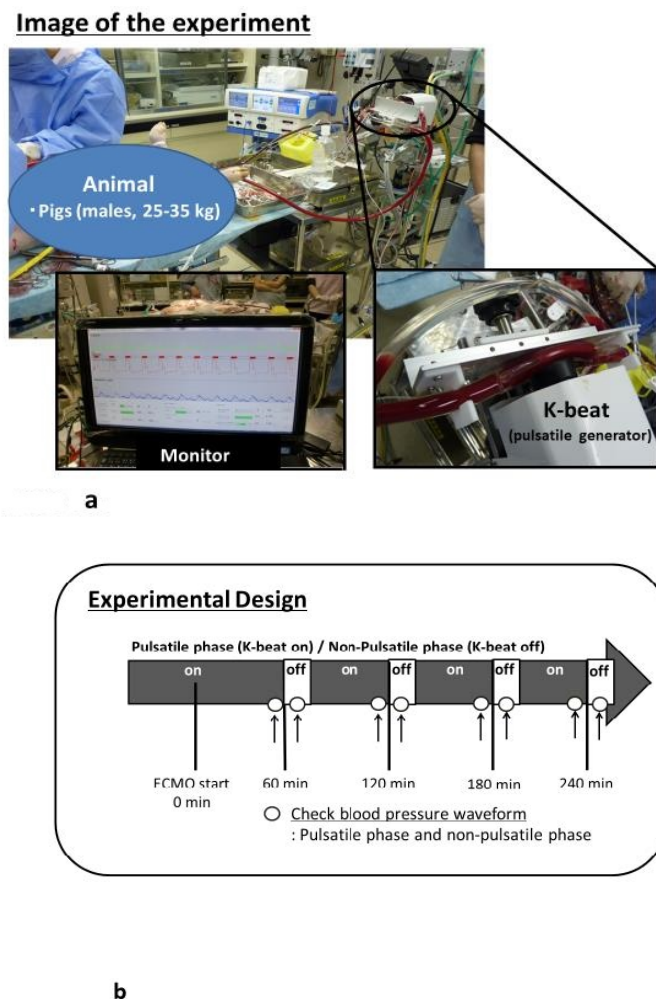 Image of the experiment
Animal
・Pigs (males, 25-35 kg)
Monitor
K-beat
(pulsatile generator)
a
Experimental Design
Pulsatile phase (K-beat on) / Non-Pulsatile phase (K-beat off)
on off on off on off on off
ECMO start
0 min
60 min 120 min 180 min 240 min
Check blood pressure waveform
: Pulsatile phase and non-pulsatile phase
b